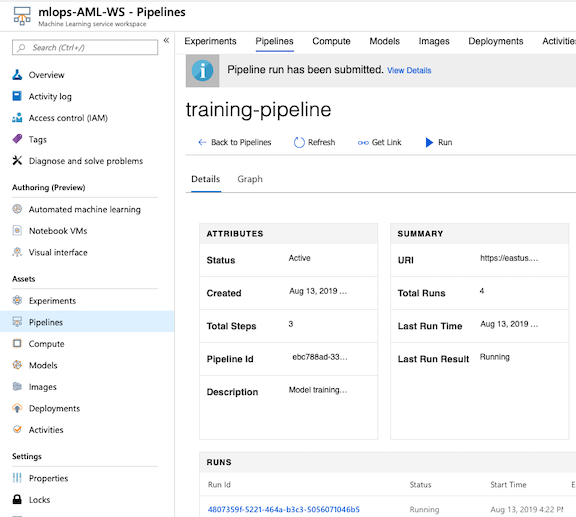 mlops-AML-WS - Pipelines
Machine Learning service workspace
Search (Ctrl+/)
«
Overview
Activity log
Access control (IAM)
Tags
Diagnose and solve problems
Authoring (Preview)
Automated machine learning
Notebook VMs
Visual interface
Assets
Experiments
Pipelines
Compute
Models
Images
Deployments
Activities
Settings
Properties
Locks
Experiments Pipelines Compute Models Images Deployments Activitie
Pipeline run has been submitted. View Details
training-pipeline
Back to Pipelines Refresh Get Link Run
Details Graph
ATTRIBUTES
Status Active
Created Aug 13, 2019 ...
Total Steps 3
Pipeline Id ebc788ad-33...
Description Model training...
SUMMARY
URI https://eastus....
Total Runs 4
Last Run Time Aug 13, 2019 ...
Last Run Result Running
RUNS
Run Id Status Start Time E
4807359f-5221-464a-b3c3-5056071046b5 Running Aug 13, 2019 4:22 PM